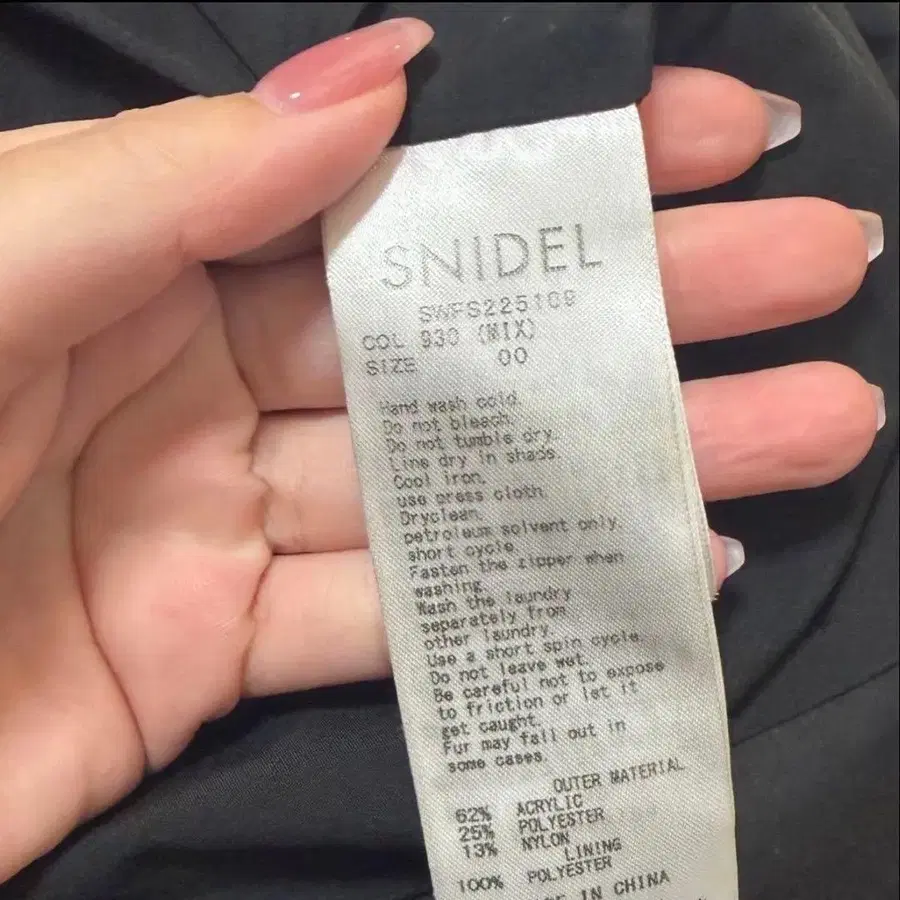 SNIDEL
SWFS225109
COL 930 (MIX)
SIZE 00
Hand wash cold.
Do not bleach.
Do not tumble dry.
Line dry in shade.
Cool iron.
use press cloth.
Dryclean.
petroleum solvent only.
short cycle.
Fasten the zipper when
washing.
Wash the laundry
separately from
other laundry.
Use a short spin cycle.
Do not leave wet.
Be careful not to expose
to friction or let it
get caught.
Fur may fall out in
some cases.
OUTER MATERIAL
62% ACRYLIC
25% POLYESTER
13% NYLON
LINING
100% POLYESTER
IN CHINA